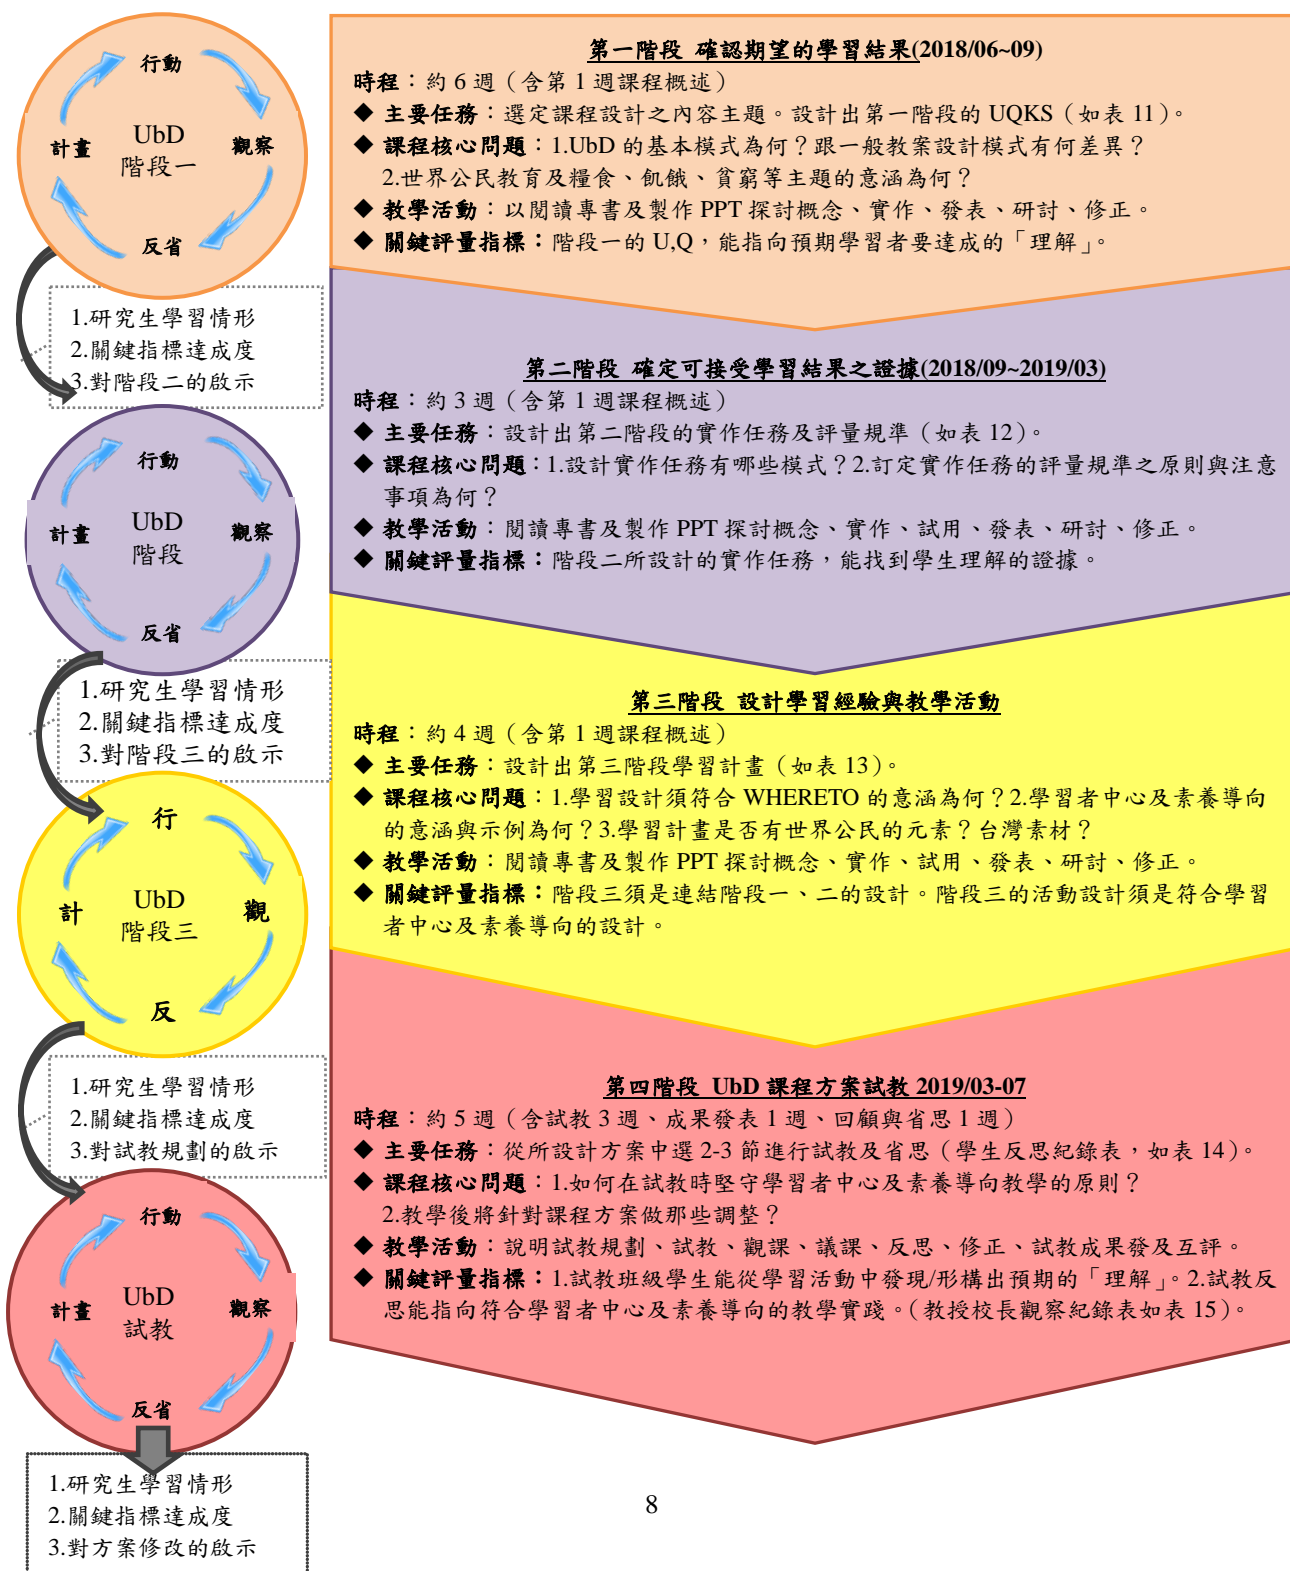 行動
計畫
UbD
階段一
觀察
反省
第一階段 確認期望的學習結果(2018/06~09)
時程：約 6 週（含第 1 週課程概述）
◆ 主要任務：選定課程設計之內容主題。設計出第一階段的 UQKS（如表 11）。
◆ 課程核心問題：1.UbD 的基本模式為何？跟一般教案設計模式有何差異？
2.世界公民教育及糧食、飢餓、貧窮等主題的意涵為何？
◆ 教學活動：以閱讀專書及製作 PPT 探討概念、實作、發表、研討、修正。
◆ 關鍵評量指標：階段一的 U,Q，能指向預期學習者要達成的「理解」。
1.研究生學習情形
2.關鍵指標達成度
3.對階段二的啟示
行動
計畫
UbD
階段
觀察
反省
第二階段 確定可接受學習結果之證據(2018/09~2019/03)
時程：約 3 週（含第 1 週課程概述）
◆ 主要任務：設計出第二階段的實作任務及評量規準（如表 12）。
◆ 課程核心問題：1.設計實作任務有哪些模式？2.訂定實作任務的評量規準之原則與注意
事項為何？
◆ 教學活動：閱讀專書及製作 PPT 探討概念、實作、試用、發表、研討、修正。
◆ 關鍵評量指標：階段二所設計的實作任務，能找到學生理解的證據。
1.研究生學習情形
2.關鍵指標達成度
3.對階段三的啟示
行
計
UbD
階段三
觀
反
第三階段 設計學習經驗與教學活動
時程：約 4 週（含第 1 週課程概述）
◆ 主要任務：設計出第三階段學習計畫（如表 13）。
◆ 課程核心問題：1.學習設計須符合 WHERETO 的意涵為何？2.學習者中心及素養導向
的意涵與示例為何？3.學習計畫是否有世界公民的元素？台灣素材？
◆ 教學活動：閱讀專書及製作 PPT 探討概念、實作、試用、發表、研討、修正。
◆ 關鍵評量指標：階段三須是連結階段一、二的設計。階段三的活動設計須是符合學習
者中心及素養導向的設計。
1.研究生學習情形
2.關鍵指標達成度
3.對試教規劃的啟示
行動
計畫
UbD
試教
觀察
反省
第四階段 UbD 課程方案試教 2019/03-07
時程：約 5 週（含試教 3 週、成果發表 1 週、回顧與省思 1 週）
◆ 主要任務：從所設計方案中選 2-3 節進行試教及省思（學生反思紀錄表，如表 14）。
◆ 課程核心問題：1.如何在試教時堅守學習者中心及素養導向教學的原則？
2.教學後將針對課程方案做那些調整？
◆ 教學活動：說明試教規劃、試教、觀課、議課、反思、修正、試教成果發及互評。
◆ 關鍵評量指標：1.試教班級學生能從學習活動中發現/形構出預期的「理解」。2.試教反
思能指向符合學習者中心及素養導向的教學實踐。（教授校長觀察紀錄表如表 15）。
1.研究生學習情形
2.關鍵指標達成度
3.對方案修改的啟示
8